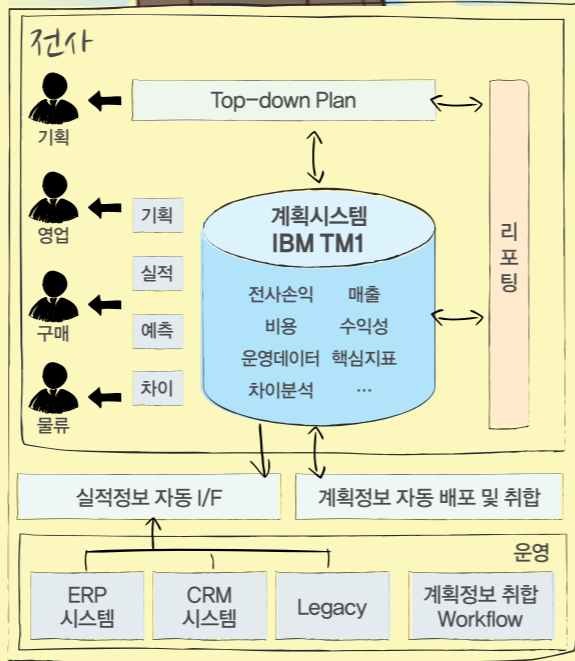 전사
기획
Top-down Plan
영업
기획
계획시스템
IBM TM1
리포팅
실적
전사손익 매출
구매
예측
비용 수익성
운영데이터 핵심지표
물류
차이
차이분석 ···
실적정보 자동 I/F
계획정보 자동 배포 및 취합
운영
ERP
시스템
CRM
시스템
Legacy
계획정보 취합
Workflow